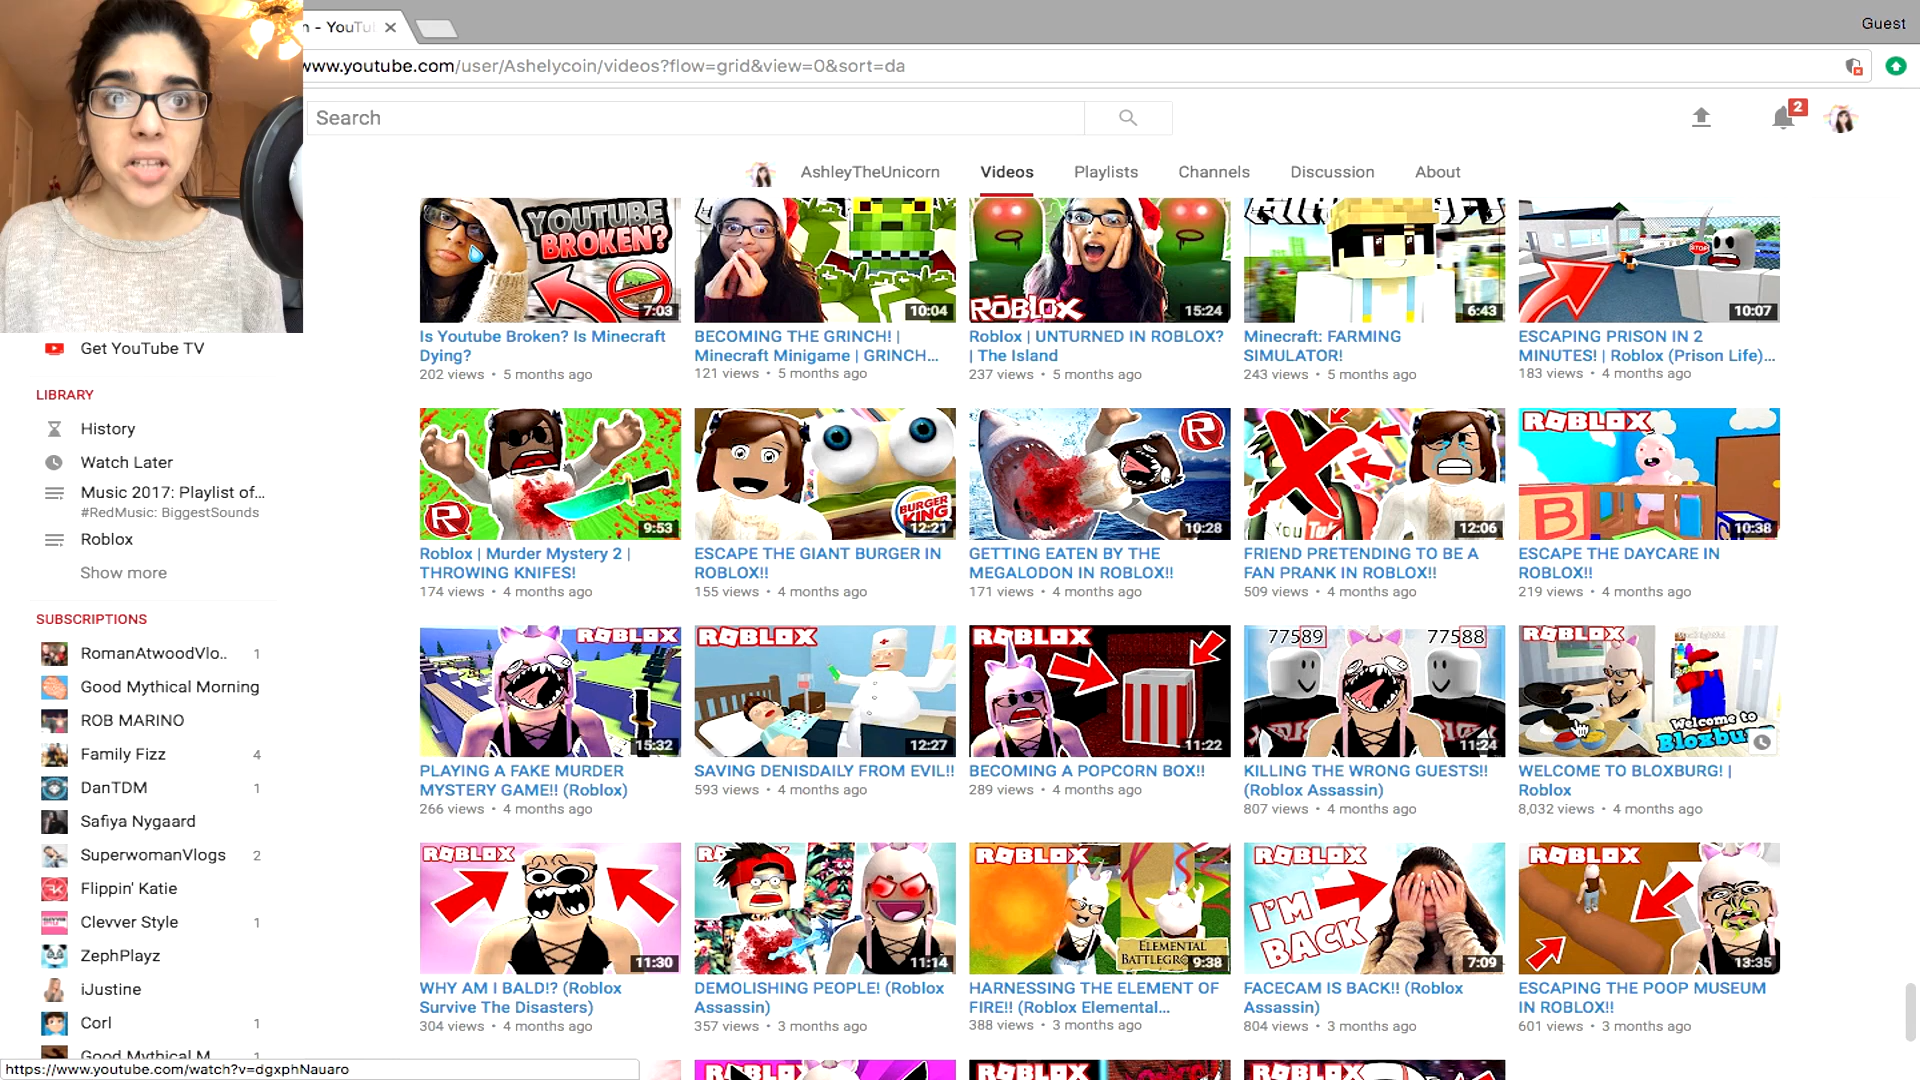 n - YouTu
Guest
www.youtube.com/user/Ashelycoin/videos?flow=grid&view=0&sort=da
Search
2
AshleyTheUnicorn Videos Playlists Channels Discussion About
YOUTUBE
BROKEN?
ROBLOX
STOP
7:03 10:04 15:24 6:43 10:07
Is Youtube Broken? Is Minecraft
Dying?
202 views • 5 months ago
BECOMING THE GRINCH! |
Minecraft Minigame | GRINCH...
121 views • 5 months ago
Roblox | UNTURNED IN ROBLOX?
| The Island
237 views • 5 months ago
Minecraft: FARMING
SIMULATOR!
243 views • 5 months ago
ESCAPING PRISON IN 2
MINUTES! | Roblox (Prison Life)...
183 views • 4 months ago
Get YouTube TV
LIBRARY
History
Watch Later
Music 2017: Playlist of...
#RedMusic: BiggestSounds
Roblox
Show more
R
BURGER
KING
R
You Tub
ROBLOX
B
9:53 12:21 10:28 12:06 10:38
Roblox | Murder Mystery 2 |
THROWING KNIFES!
174 views • 4 months ago
ESCAPE THE GIANT BURGER IN
ROBLOX!!
155 views • 4 months ago
GETTING EATEN BY THE
MEGALODON IN ROBLOX!!
171 views • 4 months ago
FRIEND PRETENDING TO BE A
FAN PRANK IN ROBLOX!!
509 views • 4 months ago
ESCAPE THE DAYCARE IN
ROBLOX!!
219 views • 4 months ago
SUBSCRIPTIONS
RomanAtwoodVlo.. 1
Good Mythical Morning
ROB MARINO
Family Fizz 4
DanTDM 1
Safiya Nygaard
SuperwomanVlogs 2
Flippin' Katie
Clevver Style 1
ZephPlayz
iJustine
Corl 1
Good Mythical M 1
ROBLOX
ROBLOX
ROBLOX
77589 77588
ROBLOX
Welcome to
Bloxbu
15:32 12:27 11:22 11:24
PLAYING A FAKE MURDER
MYSTERY GAME!! (Roblox)
266 views • 4 months ago
SAVING DENISDAILY FROM EVIL!!
593 views • 4 months ago
BECOMING A POPCORN BOX!!
289 views • 4 months ago
KILLING THE WRONG GUESTS!!
(Roblox Assassin)
807 views • 4 months ago
WELCOME TO BLOXBURG! |
Roblox
8,032 views • 4 months ago
ROBLOX
ROBLOX
ELEMENTAL
BATTLEGRO
ROBLOX
I'M
BACK
ROBLOX
11:30 11:14 9:38 7:09 13:35
WHY AM I BALD!? (Roblox
Survive The Disasters)
304 views • 4 months ago
DEMOLISHING PEOPLE! (Roblox
Assassin)
357 views • 3 months ago
HARNESSING THE ELEMENT OF
FIRE!! (Roblox Elemental...
388 views • 3 months ago
FACECAM IS BACK!! (Roblox
Assassin)
804 views • 3 months ago
ESCAPING THE POOP MUSEUM
IN ROBLOX!!
601 views • 3 months ago
ROBLOX
ROBLOX
ROBLOX
https://www.youtube.com/watch?v=dgxphNauaro